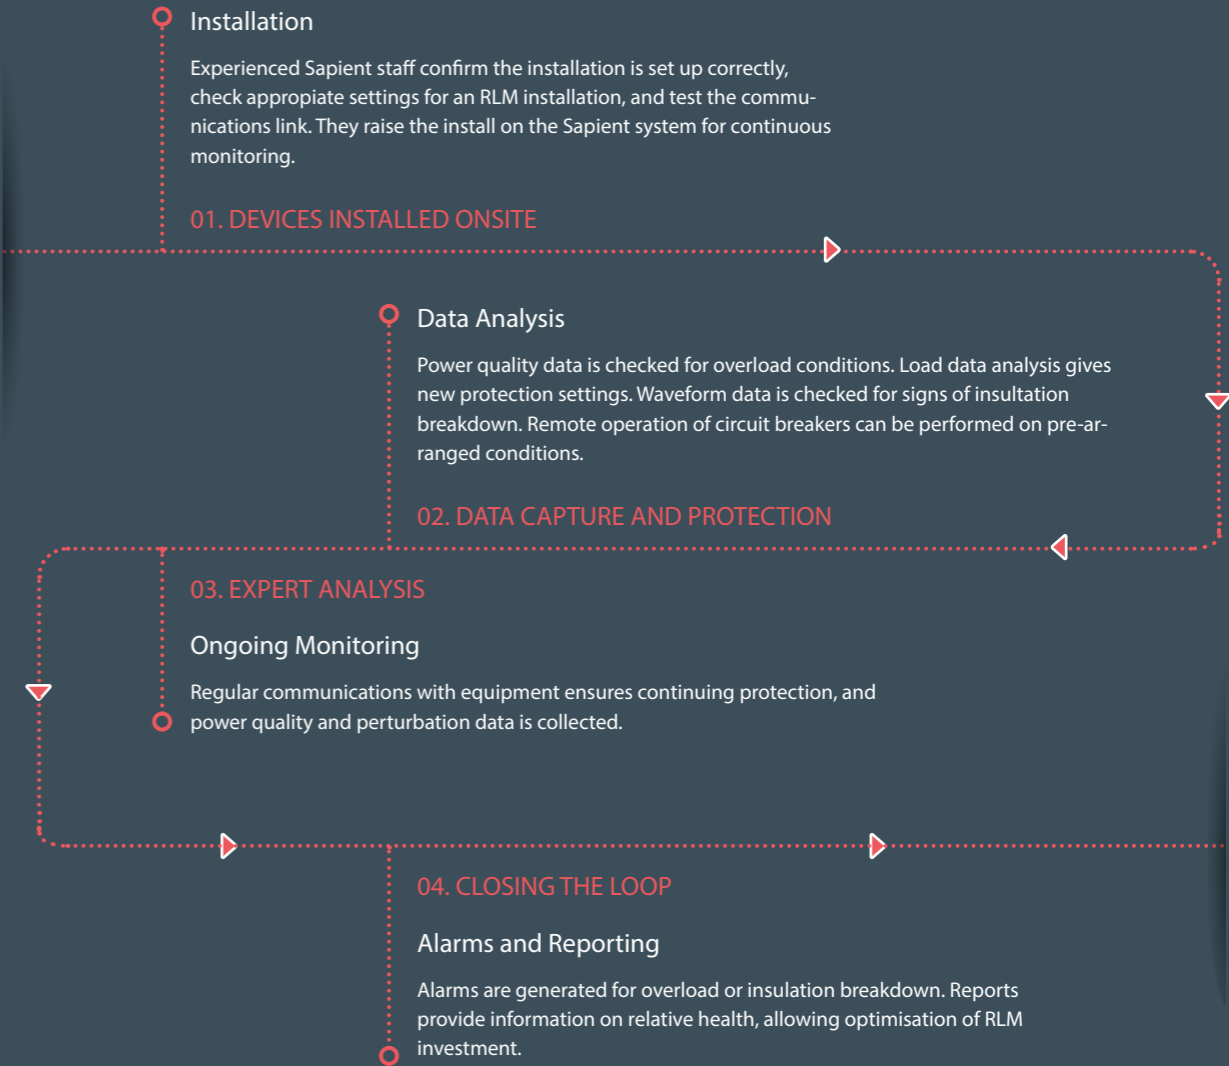 Installation
Experienced Sapient staff confirm the installation is set up correctly,
check appropiate settings for an RLM installation, and test the commu-
nications link. They raise the install on the Sapient system for continuous
monitoring.
01. DEVICES INSTALLED ONSITE
Data Analysis
Power quality data is checked for overload conditions. Load data analysis gives
new protection settings. Waveform data is checked for signs of insultation
breakdown. Remote operation of circuit breakers can be performed on pre-ar-
ranged conditions.
02. DATA CAPTURE AND PROTECTION
03. EXPERT ANALYSIS
Ongoing Monitoring
Regular communications with equipment ensures continuing protection, and
power quality and perturbation data is collected.
04. CLOSING THE LOOP
Alarms and Reporting
Alarms are generated for overload or insulation breakdown. Reports
provide information on relative health, allowing optimisation of RLM
investment.